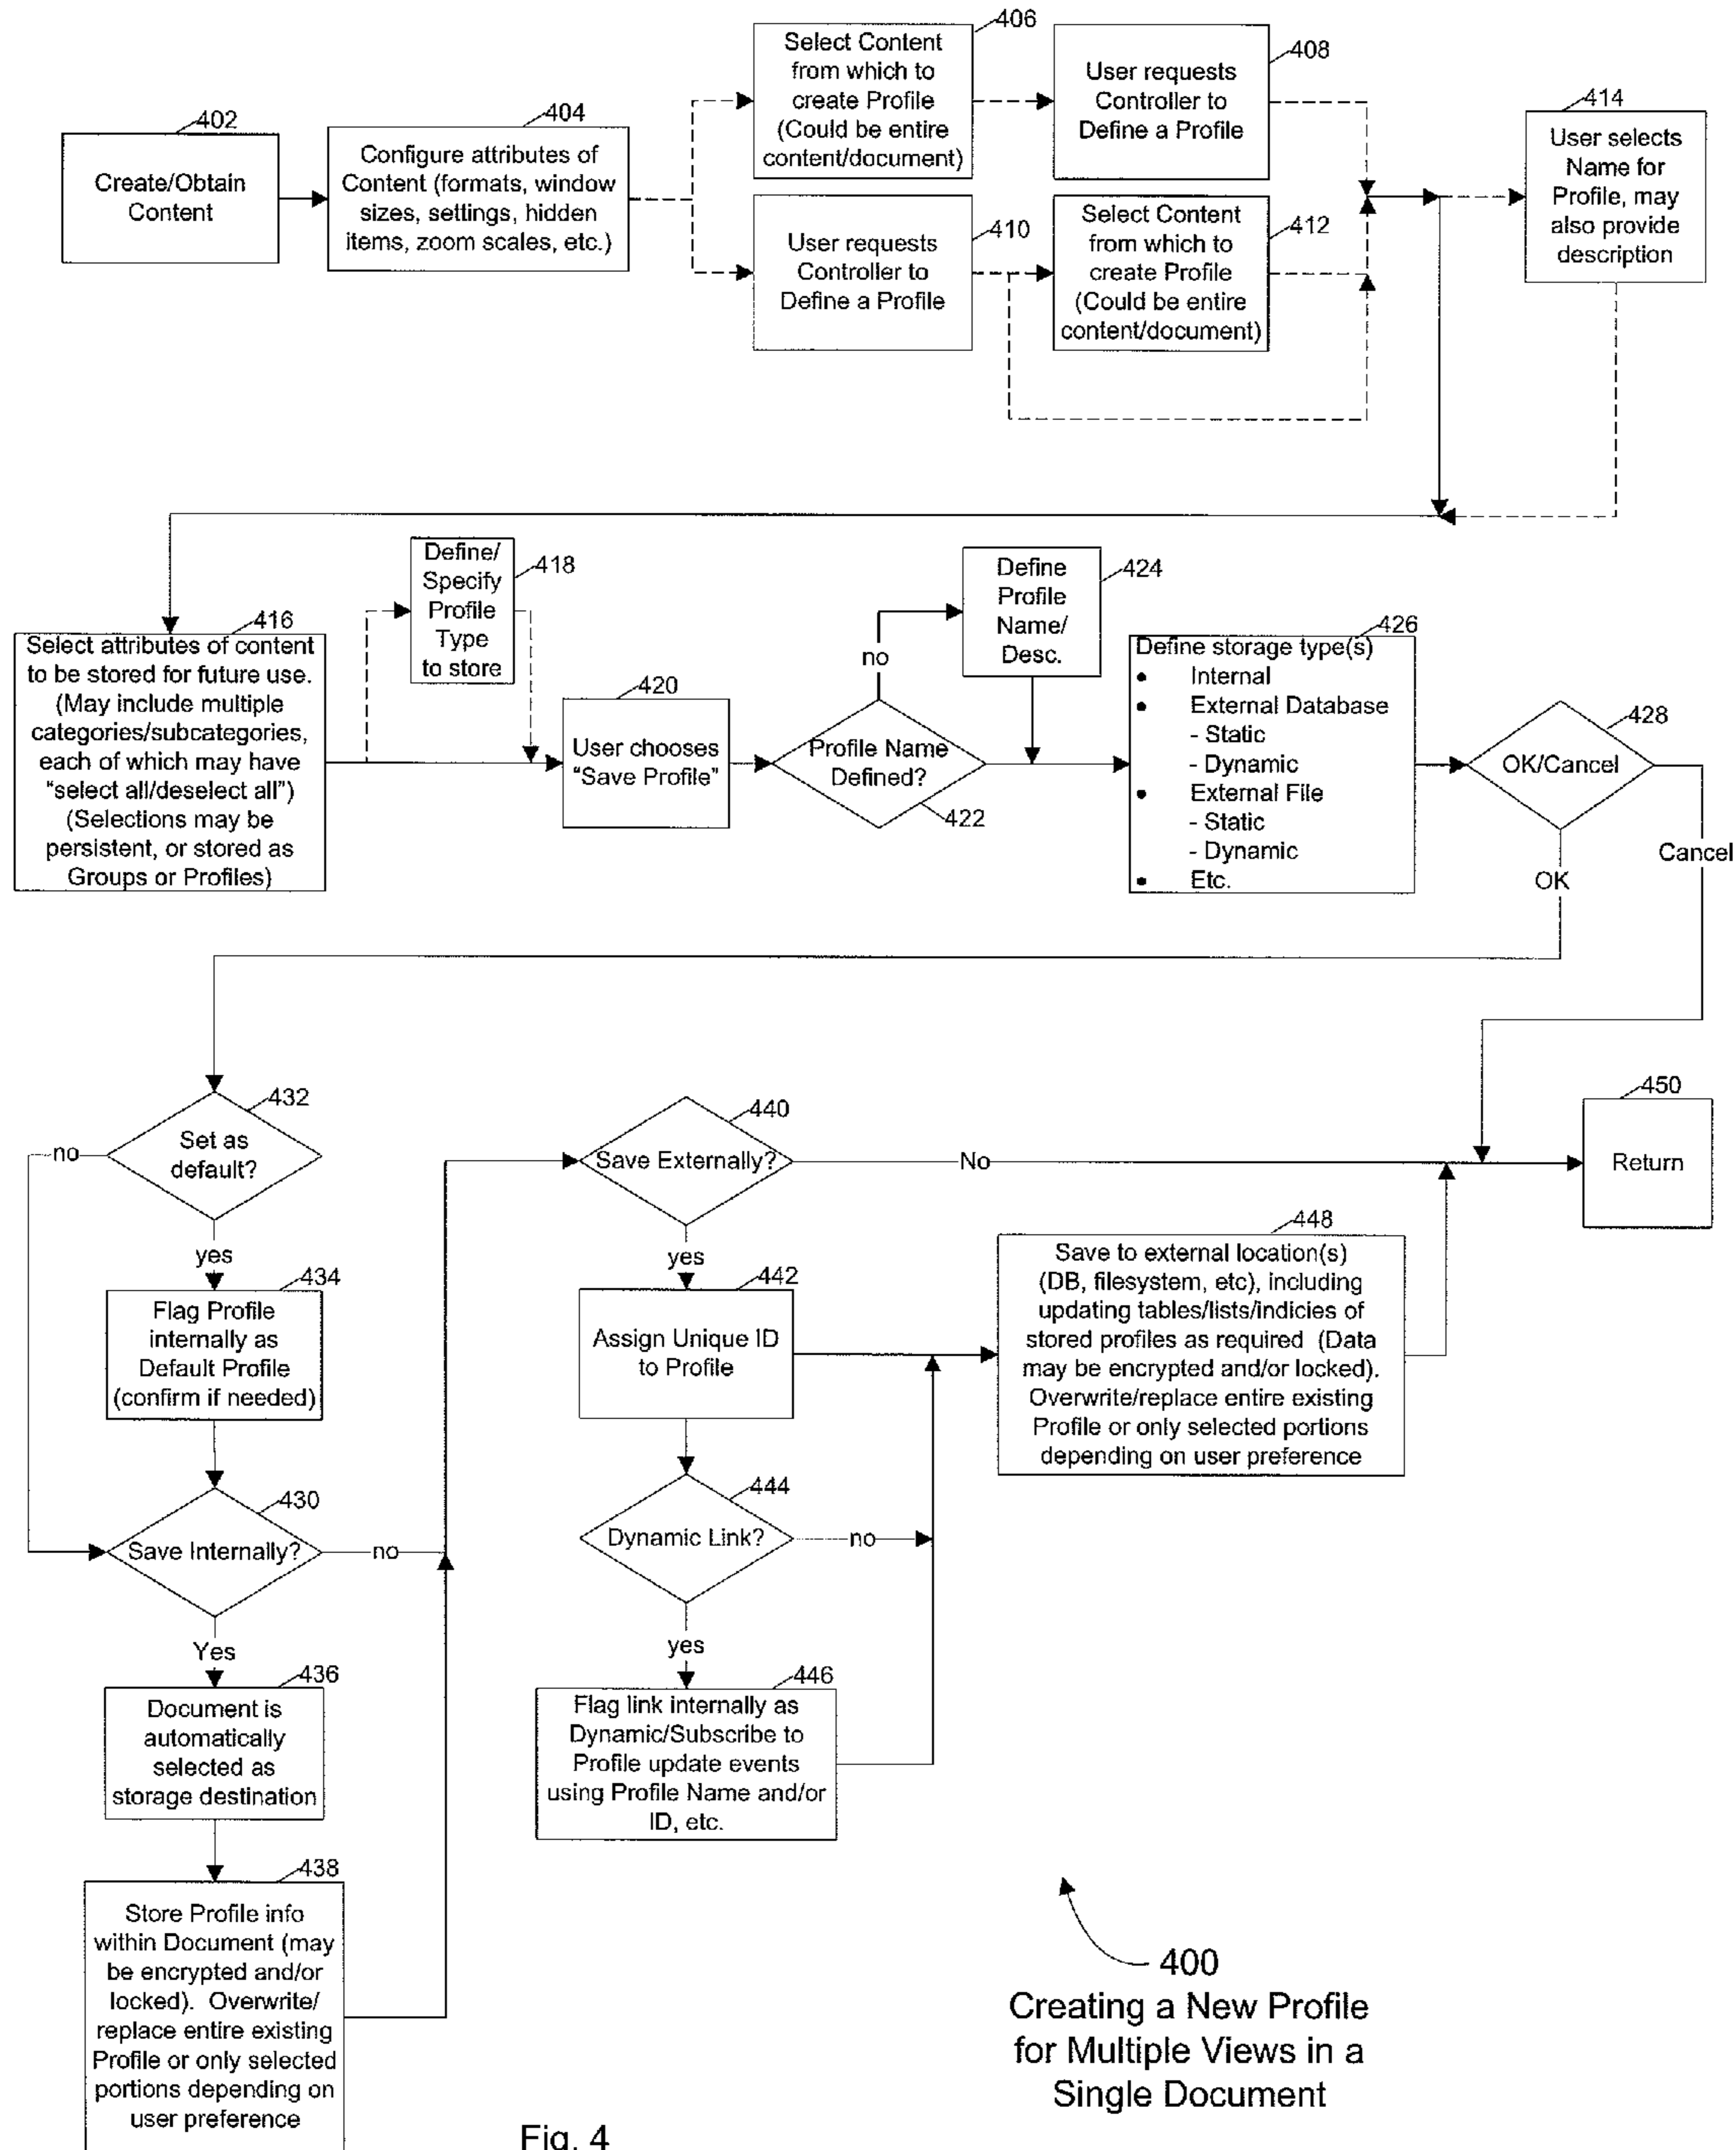 402
Create/Obtain
Content
404
Configure attributes of
Content (formats, window
sizes, settings, hidden
items, zoom scales, etc.)
406
Select Content
from which to
create Profile
(Could be entire
content/document)
408
User requests
Controller to
Define a Profile
410
User requests
Controller to
Define a Profile
412
Select Content
from which to
create Profile
(Could be entire
content/document)
414
User selects
Name for
Profile, may
also provide
description
416
Select attributes of content
to be stored for future use.
(May include multiple
categories/subcategories,
each of which may have
“select all/deselect all”)
(Selections may be
persistent, or stored as
Groups or Profiles)
418
Define/
Specify
Profile
Type
to store
420
User chooses
“Save Profile”
422
Profile Name
Defined?
no
424
Define
Profile
Name/
Desc.
426
Define storage type(s)
• Internal
• External Database
- Static
- Dynamic
• External File
- Static
- Dynamic
• Etc.
428
OK/Cancel
Cancel
OK
432
Set as
default?
no
yes
434
Flag Profile
internally as
Default Profile
(confirm if needed)
430
Save Internally?
no
Yes
436
Document is
automatically
selected as
storage destination
438
Store Profile info
within Document (may
be encrypted and/or
locked). Overwrite/
replace entire existing
Profile or only selected
portions depending on
user preference
440
Save Externally?
No
yes
442
Assign Unique ID
to Profile
444
Dynamic Link?
no
yes
446
Flag link internally as
Dynamic/Subscribe to
Profile update events
using Profile Name and/or
ID, etc.
448
Save to external location(s)
(DB, filesystem, etc), including
updating tables/lists/indicies of
stored profiles as required (Data
may be encrypted and/or locked).
Overwrite/replace entire existing
Profile or only selected portions
depending on user preference
450
Return
400
Creating a New Profile
for Multiple Views in a
Single Document
Fig. 4